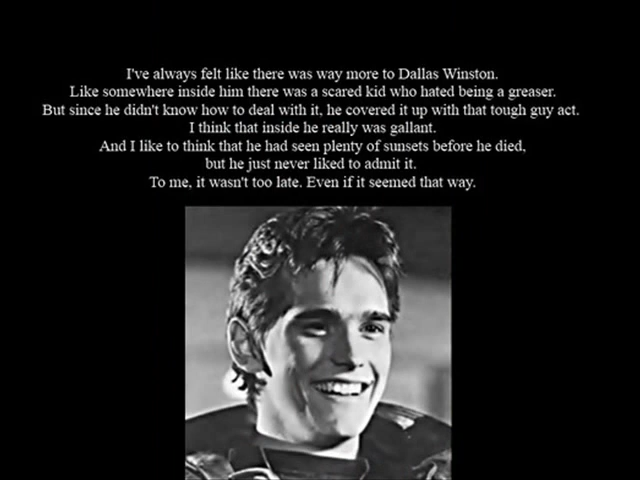 I've always felt like there was way more to Dallas Winston.
Like somewhere inside him there was a scared kid who hated being a greaser.
But since he didn't know how to deal with it, he covered it up with that tough guy act.
I think that inside he really was gallant.
And I like to think that he had seen plenty of sunsets before he died,
but he just never liked to admit it.
To me, it wasn't too late. Even if it seemed that way.